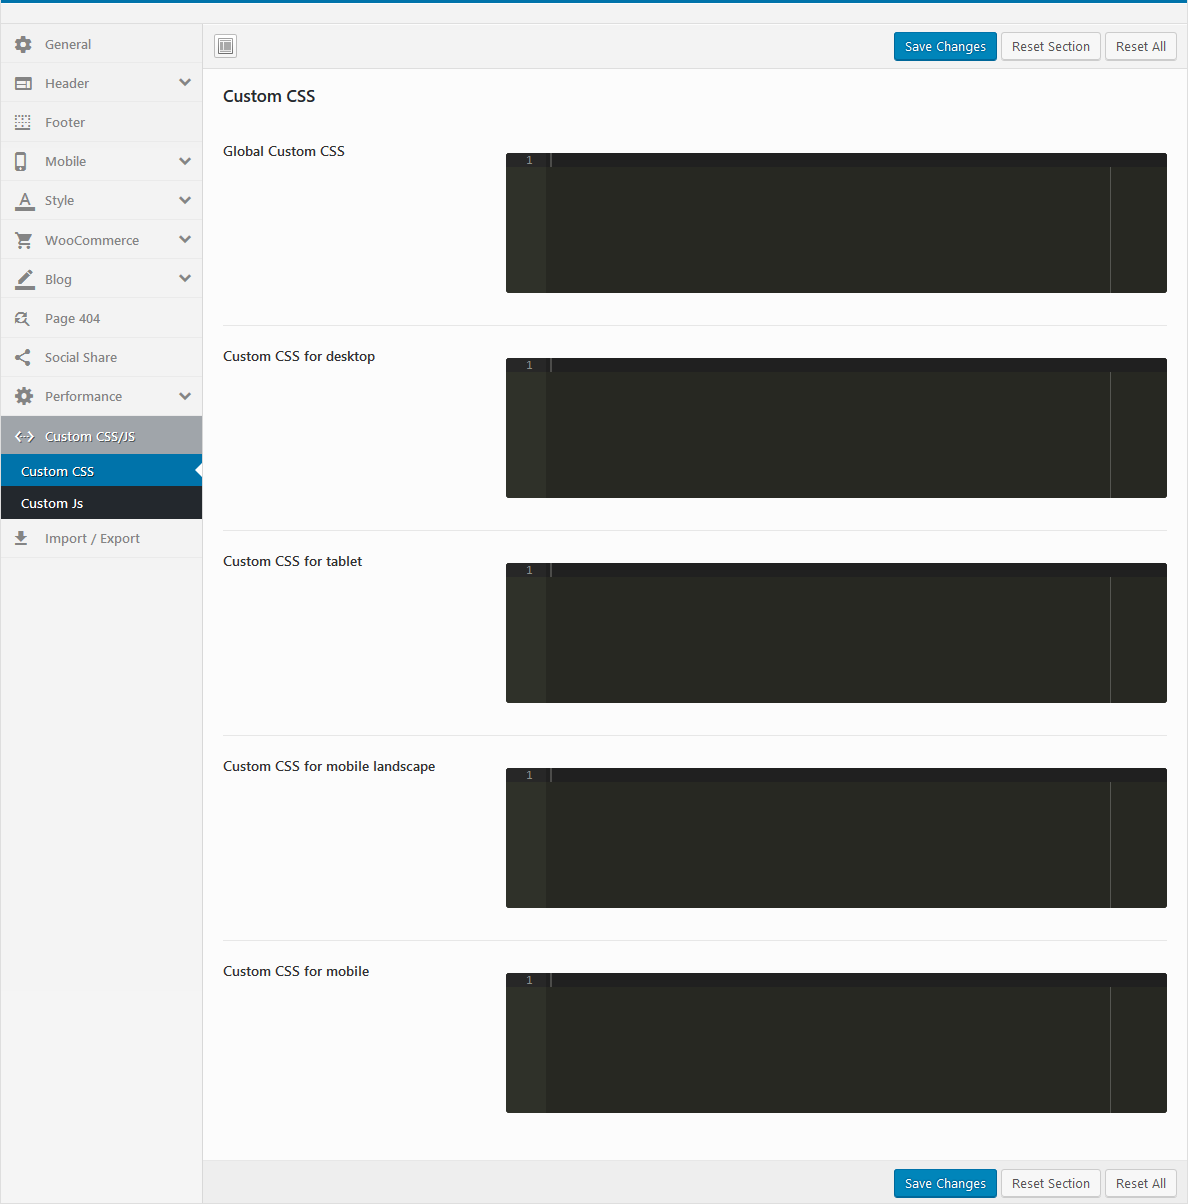 General
Header
Footer
Mobile
Style
WooCommerce
Blog
Page 404
Social Share
Performance
Custom CSS/JS
Custom CSS
Custom Js
Import / Export
Save Changes Reset Section Reset All
Custom CSS
Global Custom CSS
1
Custom CSS for desktop
1
Custom CSS for tablet
1
Custom CSS for mobile landscape
1
Custom CSS for mobile
1
Save Changes Reset Section Reset All